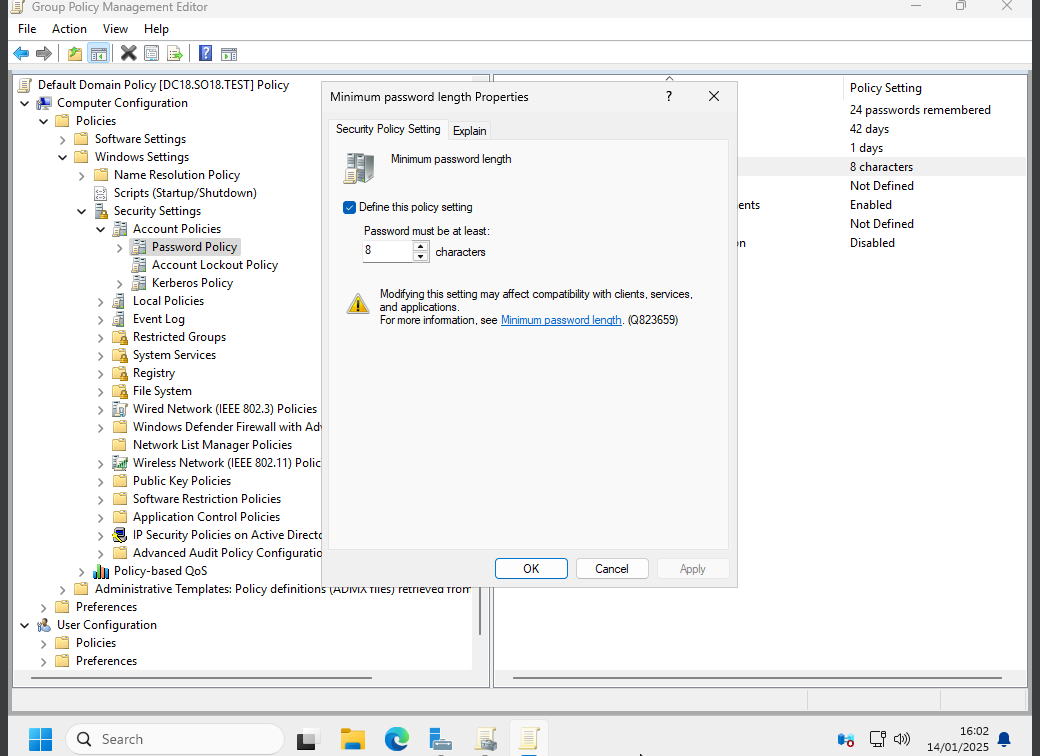 Group Policy Management Editor
File Action View Help
Default Domain Policy [DC18.SO18.TEST] Policy
Computer Configuration
Policies
Software Settings
Windows Settings
Name Resolution Policy
Scripts (Startup/Shutdown)
Security Settings
Account Policies
Password Policy
Account Lockout Policy
Kerberos Policy
Local Policies
Event Log
Restricted Groups
System Services
Registry
File System
Wired Network (IEEE 802.3) Policies
Windows Defender Firewall with Adv
Network List Manager Policies
Wireless Network (IEEE 802.11) Polic
Public Key Policies
Software Restriction Policies
Application Control Policies
IP Security Policies on Active Directo
Advanced Audit Policy Configuratio
Policy-based QoS
Administrative Templates: Policy definitions (ADMX files) retrieved from
Preferences
User Configuration
Policies
Preferences
Minimum password length Properties
?
Security Policy Setting Explain
Minimum password length
Define this policy setting
Password must be at least:
8 characters
Modifying this setting may affect compatibility with clients, services,
and applications.
For more information, see Minimum password length. (Q823659)
OK Cancel Apply
Policy Setting
24 passwords remembered
42 days
1 days
8 characters
Not Defined
ents Enabled
Not Defined
on Disabled
Search
16:02
14/01/2025